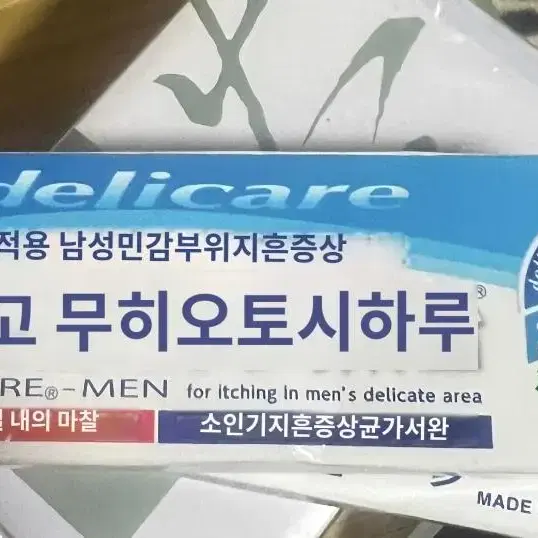 delicare
적용 남성민감부위지흔증상
고 무히오토시하루®
RE®-MEN for itching in men's delicate area
내의 마찰
소인기지흔증상균가서완
MADE